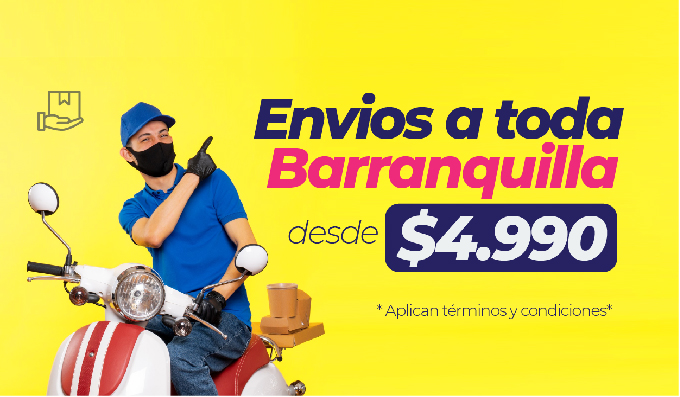 Envios a toda
Barranquilla
desde $4.990
* Aplican términos y condiciones*